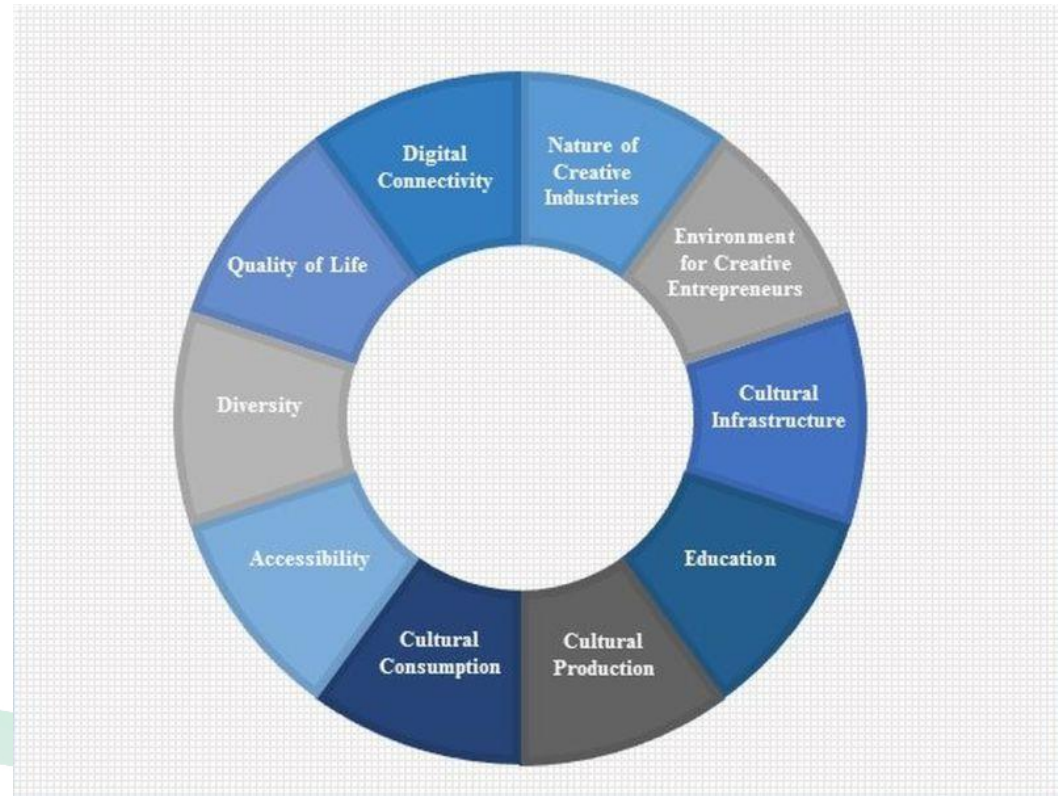 Nature of
Creative
Industries
Environment
for Creative
Entrepreneurs
Cultural
Infrastructure
Education
Cultural
Production
Cultural
Consumption
Accessibility
Diversity
Quality of Life
Digital
Connectivity